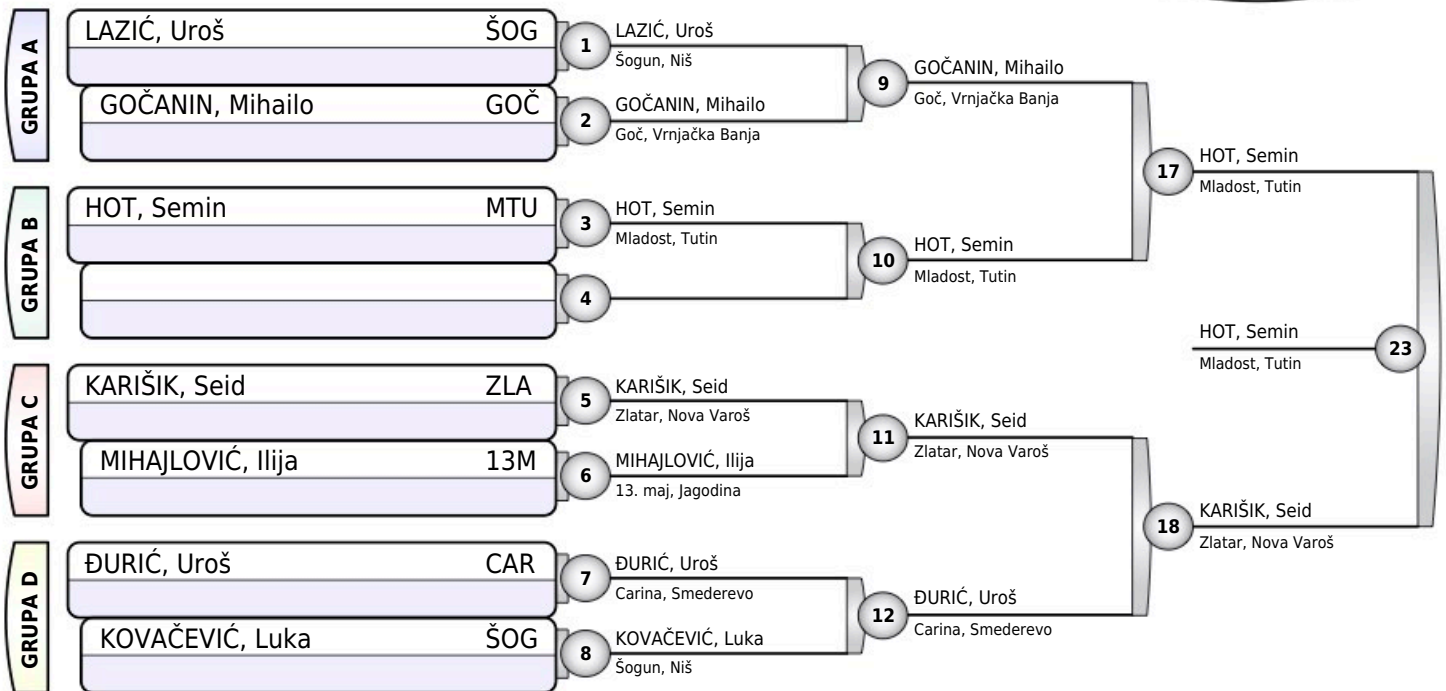 GRUPA A
LAZIĆ, Uroš ŠOG
GOČANIN, Mihailo GOČ
1
LAZIĆ, Uroš
Šogun, Niš
2
GOČANIN, Mihailo
Goč, Vrnjačka Banja
9
GOČANIN, Mihailo
Goč, Vrnjačka Banja
GRUPA B
HOT, Semin MTU
3
HOT, Semin
Mladost, Tutin
4
10
HOT, Semin
Mladost, Tutin
17
HOT, Semin
Mladost, Tutin
GRUPA C
KARIŠIK, Seid ZLA
MIHAJLOVIĆ, Ilija 13M
5
KARIŠIK, Seid
Zlatar, Nova Varoš
6
MIHAJLOVIĆ, Ilija
13. maj, Jagodina
11
KARIŠIK, Seid
Zlatar, Nova Varoš
GRUPA D
ĐURIĆ, Uroš CAR
KOVAČEVIĆ, Luka ŠOG
7
ĐURIĆ, Uroš
Carina, Smederevo
8
KOVAČEVIĆ, Luka
Šogun, Niš
12
ĐURIĆ, Uroš
Carina, Smederevo
18
KARIŠIK, Seid
Zlatar, Nova Varoš
HOT, Semin
Mladost, Tutin
23